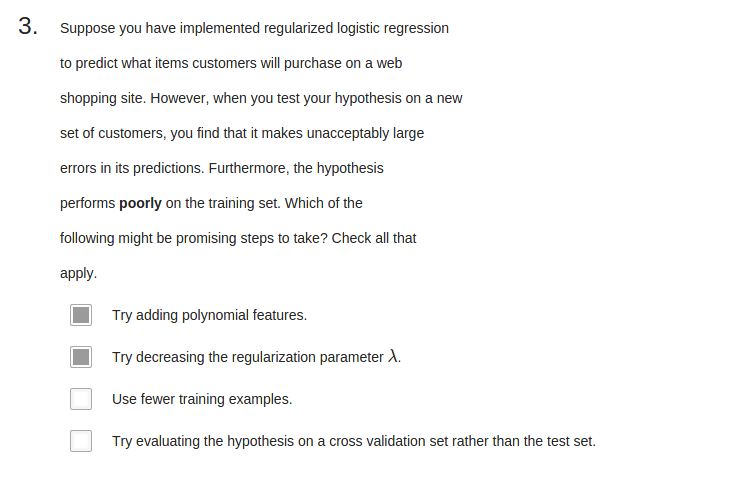 3. Suppose you have implemented regularized logistic regression
to predict what items customers will purchase on a web
shopping site. However, when you test your hypothesis on a new
set of customers, you find that it makes unacceptably large
errors in its predictions. Furthermore, the hypothesis
performs poorly on the training set. Which of the
following might be promising steps to take? Check all that
apply.
Try adding polynomial features.
Try decreasing the regularization parameter λ.
Use fewer training examples.
Try evaluating the hypothesis on a cross validation set rather than the test set.